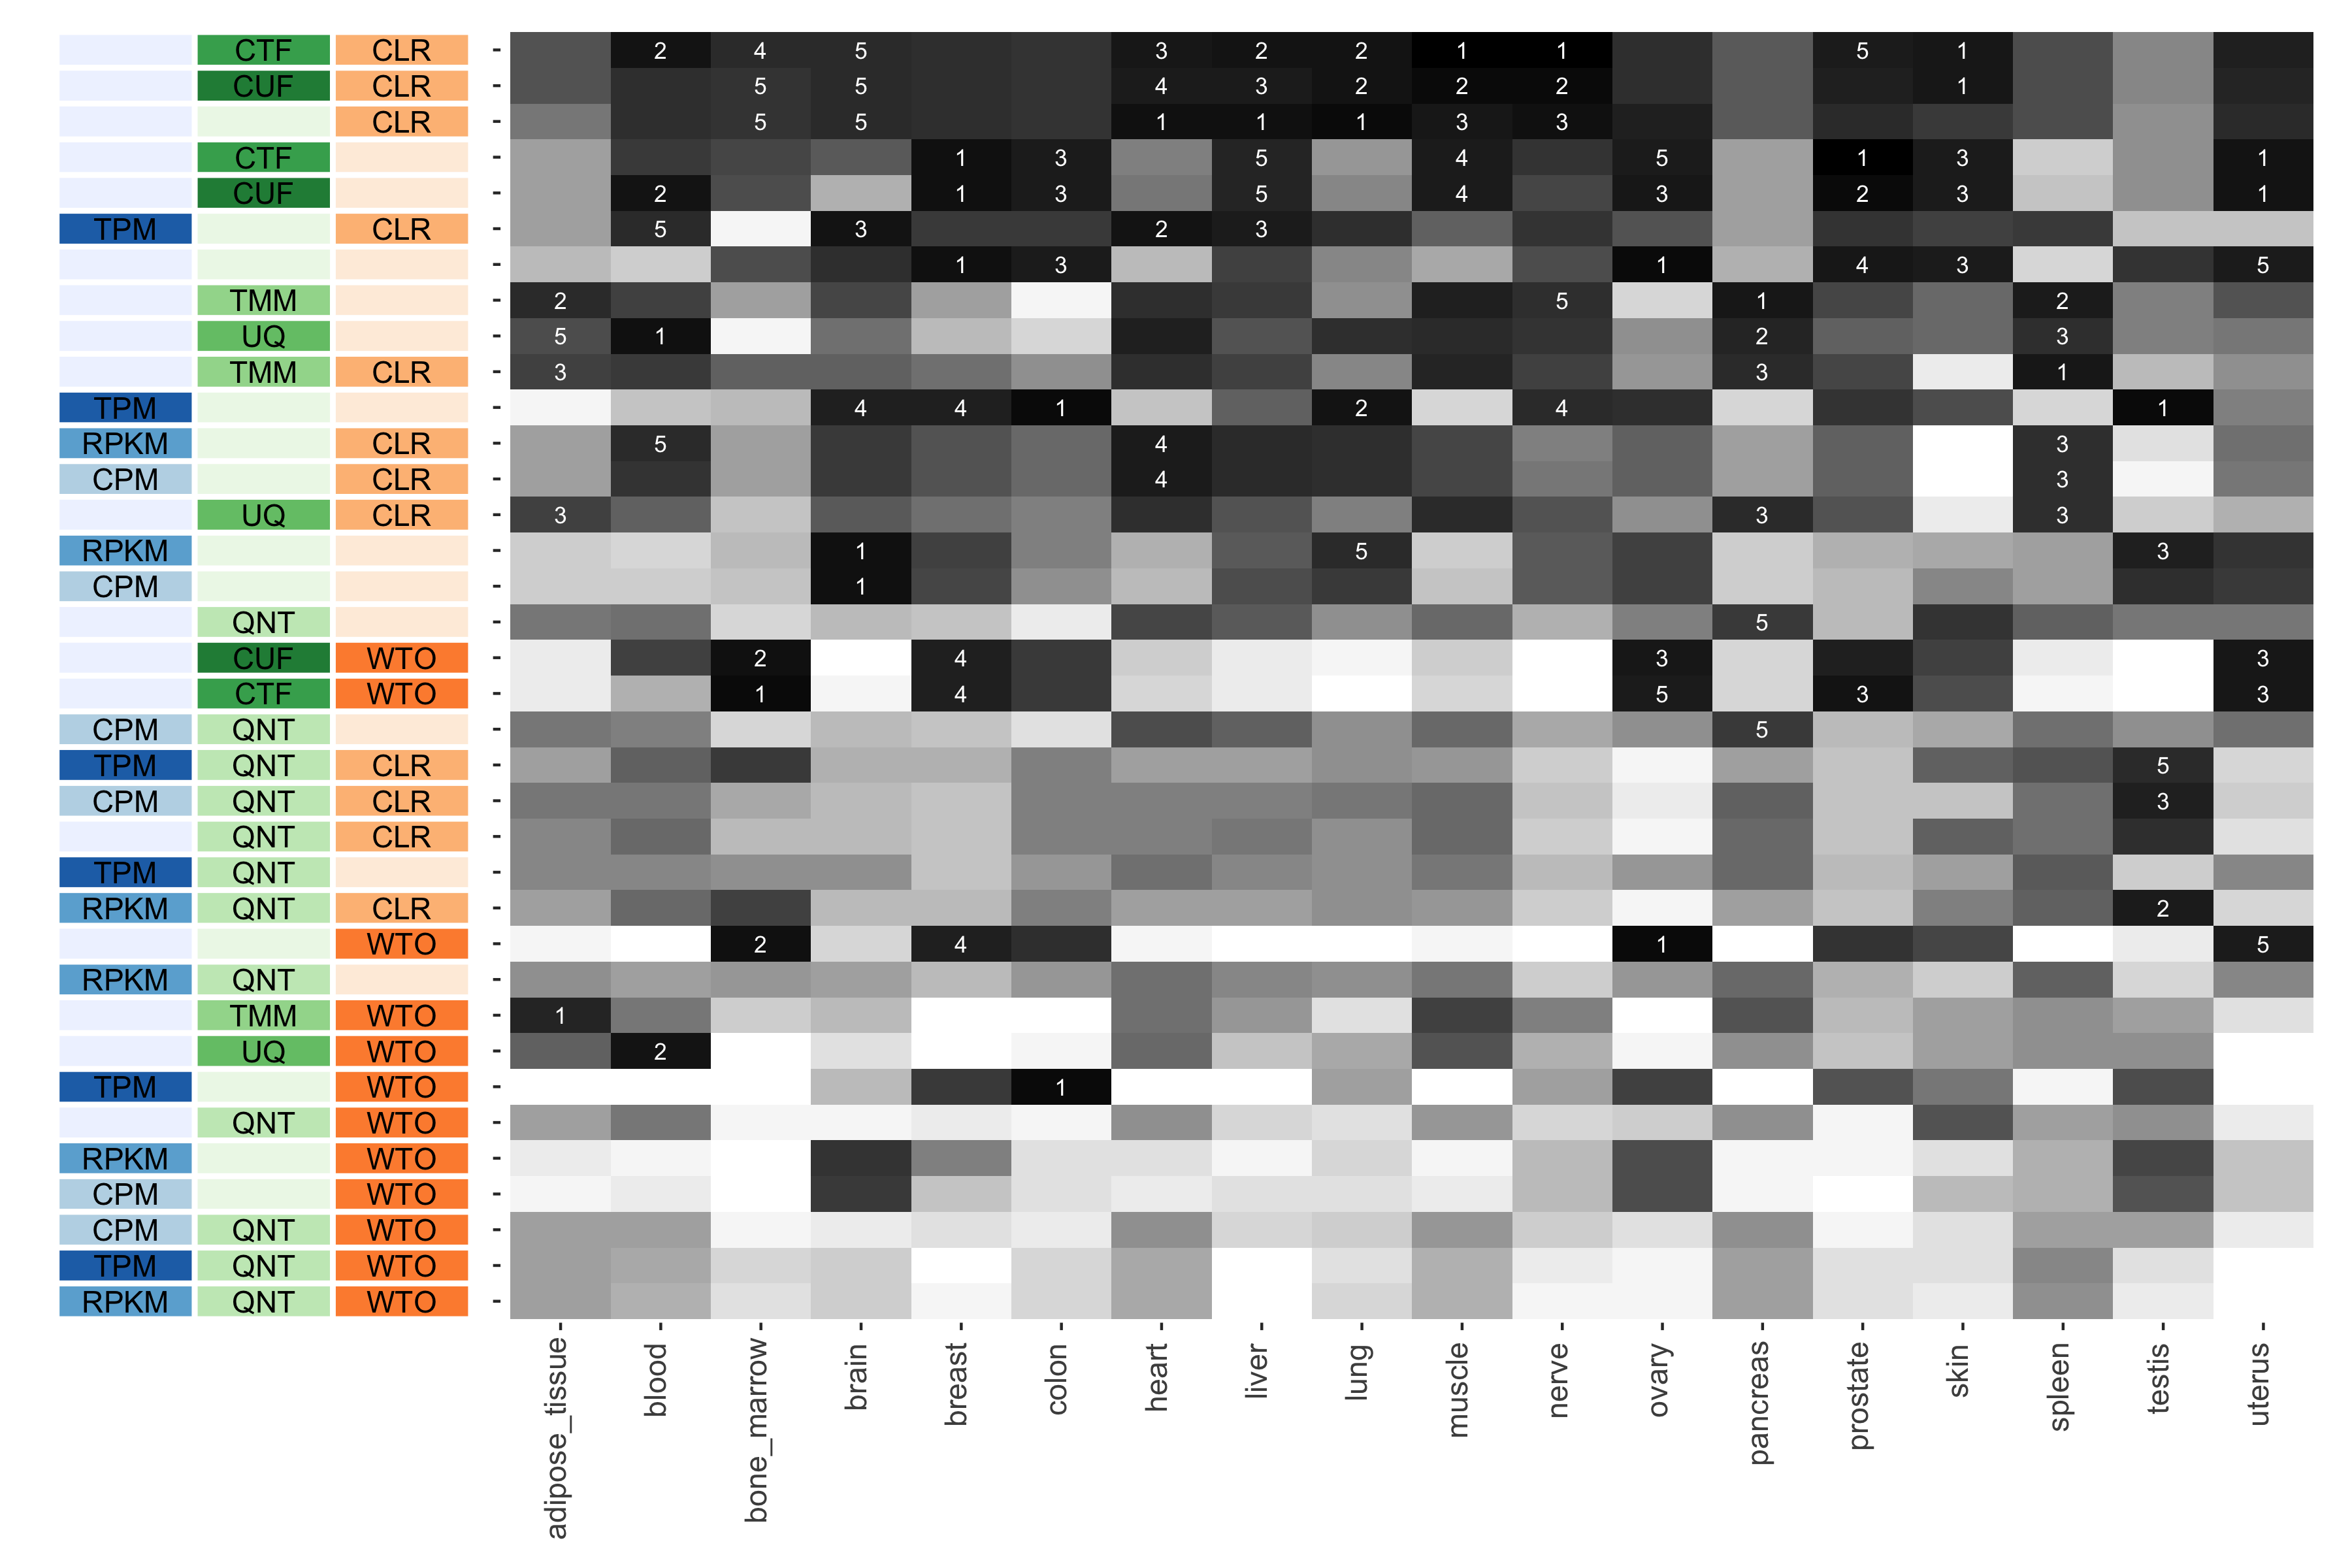 CTF CLR - 2 4 5 3 2 2 1 1 5 1
CUF CLR - 5 5 4 3 2 2 2 1
CLR - 5 5 1 1 1 3 3
CTF - 1 3 5 4 5 1 3 1
CUF - 2 1 3 5 4 3 2 3 1
TPM CLR - 5 3 2 3
- 1 3 1 4 3 5
TMM - 2 5 1 2
UQ - 5 1 2 3
TMM CLR - 3 3 1
TPM - 4 4 1 2 4 1
RPKM CLR - 5 4 3
CPM CLR - 4 3
UQ CLR - 3 3 3
RPKM - 1 5 3
CPM - 1
QNT - 5
CUF WTO - 2 4 3 3
CTF WTO - 1 4 5 3 3
CPM QNT - 5
TPM QNT CLR - 5
CPM QNT CLR - 3
QNT CLR -
TPM QNT -
RPKM QNT CLR - 2
WTO - 2 4 1 5
RPKM QNT -
TMM WTO - 1
UQ WTO - 2
TPM WTO - 1
QNT WTO -
RPKM WTO -
CPM WTO -
CPM QNT WTO -
TPM QNT WTO -
RPKM QNT WTO -
adipose_tissue
blood
bone_marrow
brain
breast
colon
heart
liver
lung
muscle
nerve
ovary
pancreas
prostate
skin
spleen
testis
uterus